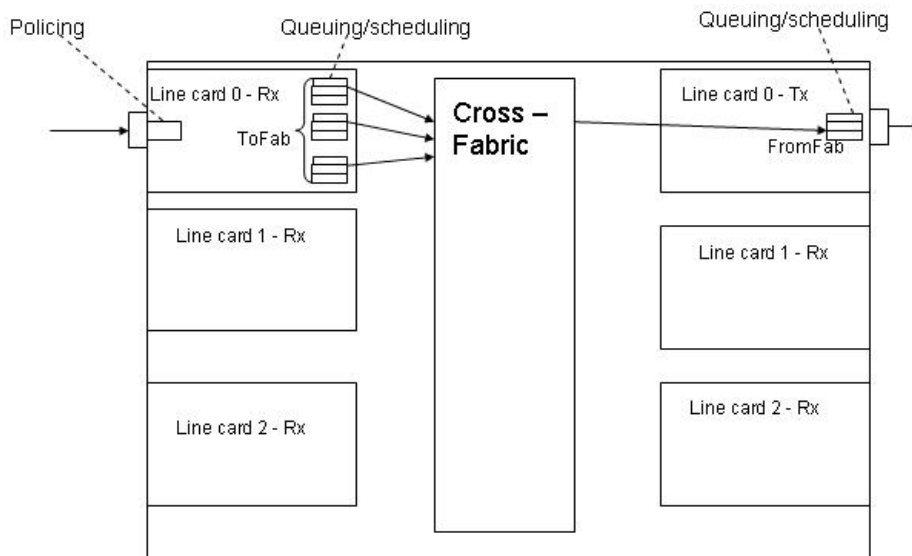 Policing
Queuing/scheduling
Queuing/scheduling
Line card 0 - Rx
ToFab
Cross –
Fabric
Line card 0 - Tx
FromFab
Line card 1 - Rx
Line card 1 - Rx
Line card 2 - Rx
Line card 2 - Rx